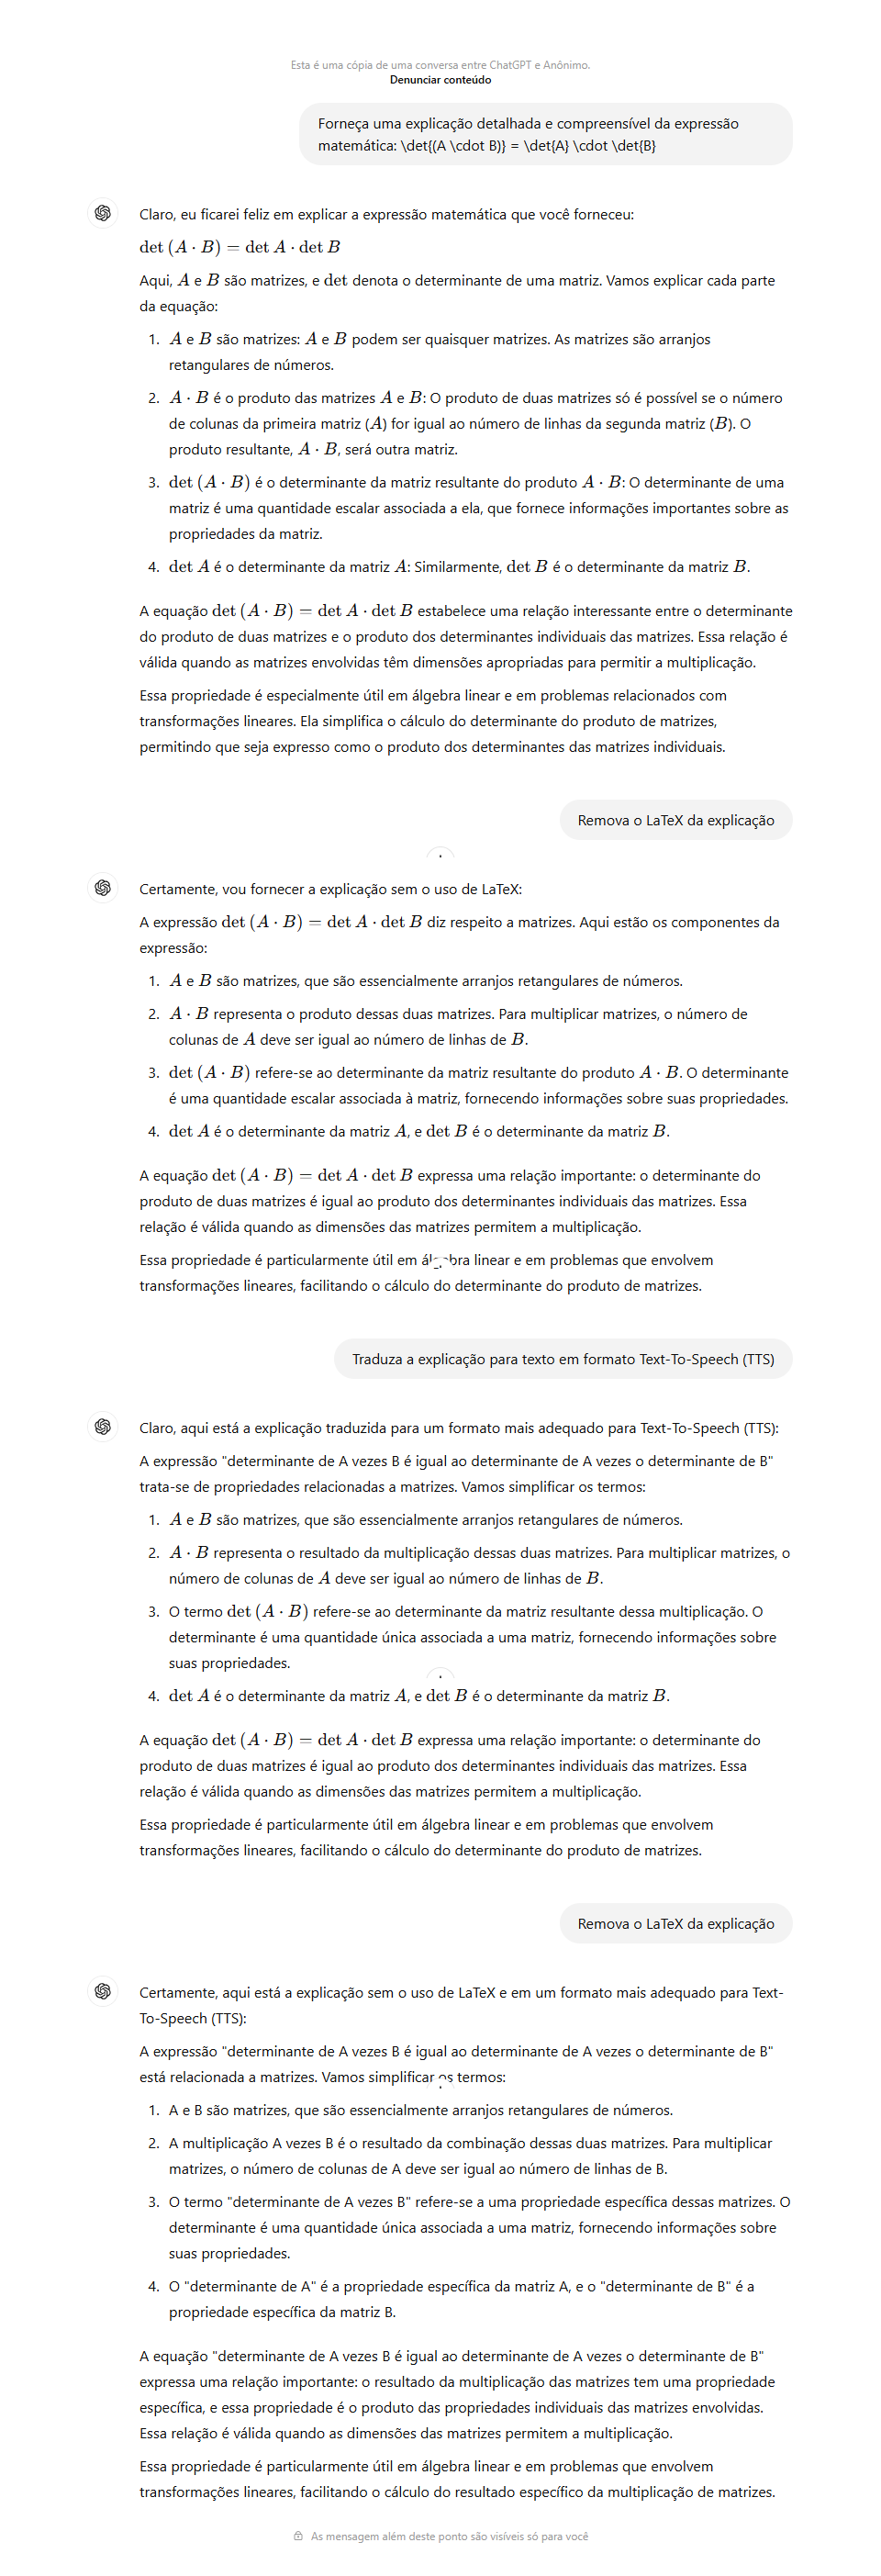 Esta é uma cópia de uma conversa entre ChatGPT e Anônimo.
Denunciar conteúdo
Forneça uma explicação detalhada e compreensível da expressão
matemática: \det{(A \cdot B)} = \det{A} \cdot \det{B}
Claro, eu ficarei feliz em explicar a expressão matemática que você forneceu:
det (A · B) = det A · det B
Aqui, A e B são matrizes, e det denota o determinante de uma matriz. Vamos explicar cada parte
da equação:
1. A e B são matrizes: A e B podem ser quaisquer matrizes. As matrizes são arranjos
retangulares de números.
2. A · B é o produto das matrizes A e B: O produto de duas matrizes só é possível se o número
de colunas da primeira matriz (A) for igual ao número de linhas da segunda matriz (B). O
produto resultante, A · B, será outra matriz.
3. det (A · B) é o determinante da matriz resultante do produto A · B: O determinante de uma
matriz é uma quantidade escalar associada a ela, que fornece informações importantes sobre as
propriedades da matriz.
4. det A é o determinante da matriz A: Similarmente, det B é o determinante da matriz B.
A equação det (A · B) = det A · det B estabelece uma relação interessante entre o determinante
do produto de duas matrizes e o produto dos determinantes individuais das matrizes. Essa relação é
válida quando as matrizes envolvidas têm dimensões apropriadas para permitir a multiplicação.
Essa propriedade é especialmente útil em álgebra linear e em problemas relacionados com
transformações lineares. Ela simplifica o cálculo do determinante do produto de matrizes,
permitindo que seja expresso como o produto dos determinantes das matrizes individuais.
Remova o LaTeX da explicação
Certamente, vou fornecer a explicação sem o uso de LaTeX:
A expressão det (A · B) = det A · det B diz respeito a matrizes. Aqui estão os componentes da
expressão:
1. A e B são matrizes, que são essencialmente arranjos retangulares de números.
2. A · B representa o produto dessas duas matrizes. Para multiplicar matrizes, o número de
colunas de A deve ser igual ao número de linhas de B.
3. det (A · B) refere-se ao determinante da matriz resultante do produto A · B. O determinante
é uma quantidade escalar associada à matriz, fornecendo informações sobre suas propriedades.
4. det A é o determinante da matriz A, e det B é o determinante da matriz B.
A equação det (A · B) = det A · det B expressa uma relação importante: o determinante do
produto de duas matrizes é igual ao produto dos determinantes individuais das matrizes. Essa
relação é válida quando as dimensões das matrizes permitem a multiplicação.
Essa propriedade é particularmente útil em álgebra linear e em problemas que envolvem
transformações lineares, facilitando o cálculo do determinante do produto de matrizes.
Traduza a explicação para texto em formato Text-To-Speech (TTS)
Claro, aqui está a explicação traduzida para um formato mais adequado para Text-To-Speech (TTS):
A expressão "determinante de A vezes B é igual ao determinante de A vezes o determinante de B"
trata-se de propriedades relacionadas a matrizes. Vamos simplificar os termos:
1. A e B são matrizes, que são essencialmente arranjos retangulares de números.
2. A · B representa o resultado da multiplicação dessas duas matrizes. Para multiplicar matrizes, o
número de colunas de A deve ser igual ao número de linhas de B.
3. O termo det (A · B) refere-se ao determinante da matriz resultante dessa multiplicação. O
determinante é uma quantidade única associada a uma matriz, fornecendo informações sobre
suas propriedades.
4. det A é o determinante da matriz A, e det B é o determinante da matriz B.
A equação det (A · B) = det A · det B expressa uma relação importante: o determinante do
produto de duas matrizes é igual ao produto dos determinantes individuais das matrizes. Essa
relação é válida quando as dimensões das matrizes permitem a multiplicação.
Essa propriedade é particularmente útil em álgebra linear e em problemas que envolvem
transformações lineares, facilitando o cálculo do determinante do produto de matrizes.
Remova o LaTeX da explicação
Certamente, aqui está a explicação sem o uso de LaTeX e em um formato mais adequado para Text-
To-Speech (TTS):
A expressão "determinante de A vezes B é igual ao determinante de A vezes o determinante de B"
está relacionada a matrizes. Vamos simplificar os termos:
1. A e B são matrizes, que são essencialmente arranjos retangulares de números.
2. A multiplicação A vezes B é o resultado da combinação dessas duas matrizes. Para multiplicar
matrizes, o número de colunas de A deve ser igual ao número de linhas de B.
3. O termo "determinante de A vezes B" refere-se a uma propriedade específica dessas matrizes. O
determinante é uma quantidade única associada a uma matriz, fornecendo informações sobre
suas propriedades.
4. O "determinante de A" é a propriedade específica da matriz A, e o "determinante de B" é a
propriedade específica da matriz B.
A equação "determinante de A vezes B é igual ao determinante de A vezes o determinante de B"
expressa uma relação importante: o resultado da multiplicação das matrizes tem uma propriedade
específica, e essa propriedade é o produto das propriedades individuais das matrizes envolvidas.
Essa relação é válida quando as dimensões das matrizes permitem a multiplicação.
Essa propriedade é particularmente útil em álgebra linear e em problemas que envolvem
transformações lineares, facilitando o cálculo do resultado específico da multiplicação de matrizes.
As mensagem além deste ponto são visíveis só para você